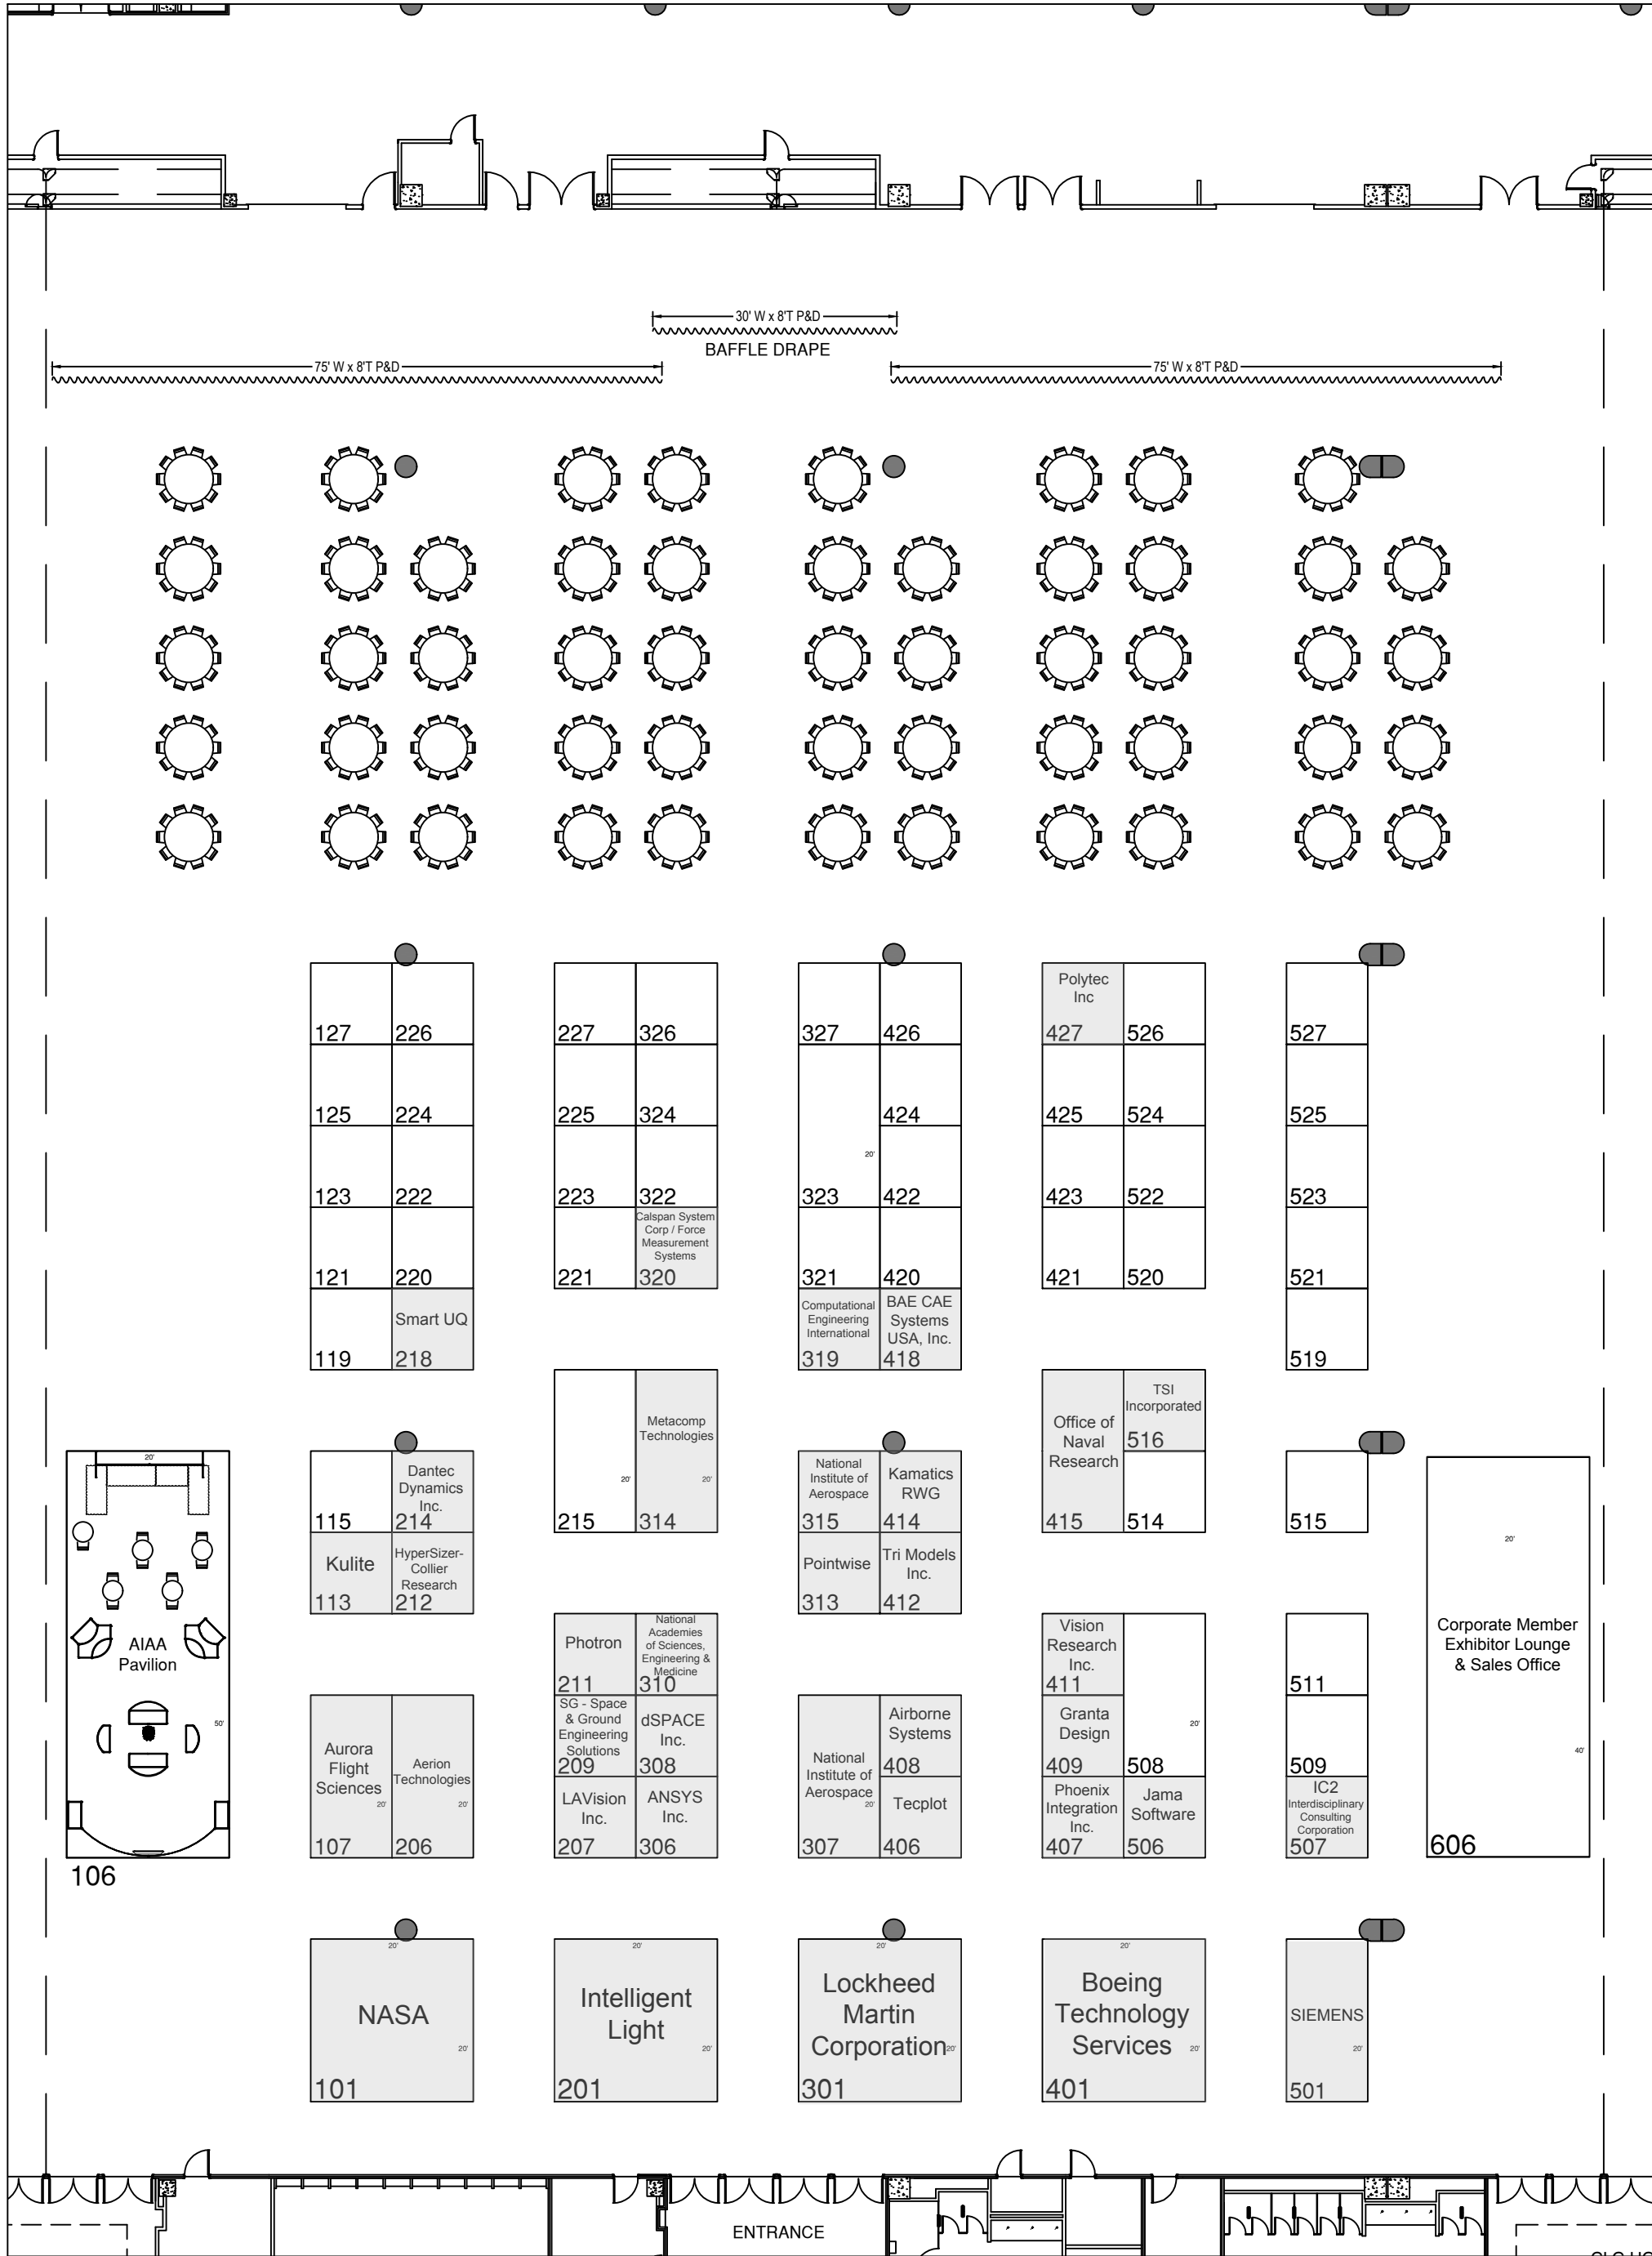 30' W x 8'T P&D
BAFFLE DRAPE
75' W x 8'T P&D
75' W x 8'T P&D
127
226
227
326
327
426
Polytec
Inc
427
526
527
125
224
225
324
424
425
524
525
20'
123
222
223
322
323
422
423
522
523
Calspan System
Corp / Force
Measurement
Systems
121
220
221
320
321
420
421
520
521
Smart UQ
Computational
Engineering
International
BAE CAE
Systems
USA, Inc.
119
218
319
418
519
Metacomp
Technologies
20'
20'
215
314
Office of
Naval
Research
415
TSI
Incorporated
516
514
20'
AIAA
Pavilion
50'
106
115
Dantec
Dynamics
Inc.
214
National
Institute of
Aerospace
315
Kamatics
RWG
414
515
Kulite
113
HyperSizer-
Collier
Research
212
Pointwise
313
Tri Models
Inc.
412
20'
Corporate Member
Exhibitor Lounge
& Sales Office
40'
606
Photron
211
National
Academies
of Sciences,
Engineering &
Medicine
310
Vision
Research
Inc.
411
511
SG - Space
& Ground
Engineering
Solutions
209
dSPACE
Inc.
308
Airborne
Systems
408
Granta
Design
409
20'
508
509
Aurora
Flight
Sciences
20'
107
Aerion
Technologies
20'
206
LAVision
Inc.
207
ANSYS
Inc.
306
National
Institute of
Aerospace
20'
307
Tecplot
406
Phoenix
Integration
Inc.
407
Jama
Software
506
IC2
Interdisciplinary
Consulting
Corporation
507
20'
NASA
20'
101
20'
Intelligent
Light
20'
201
20'
Lockheed
Martin
Corporation
20'
301
20'
Boeing
Technology
Services
20'
401
SIEMENS
20'
501
ENTRANCE